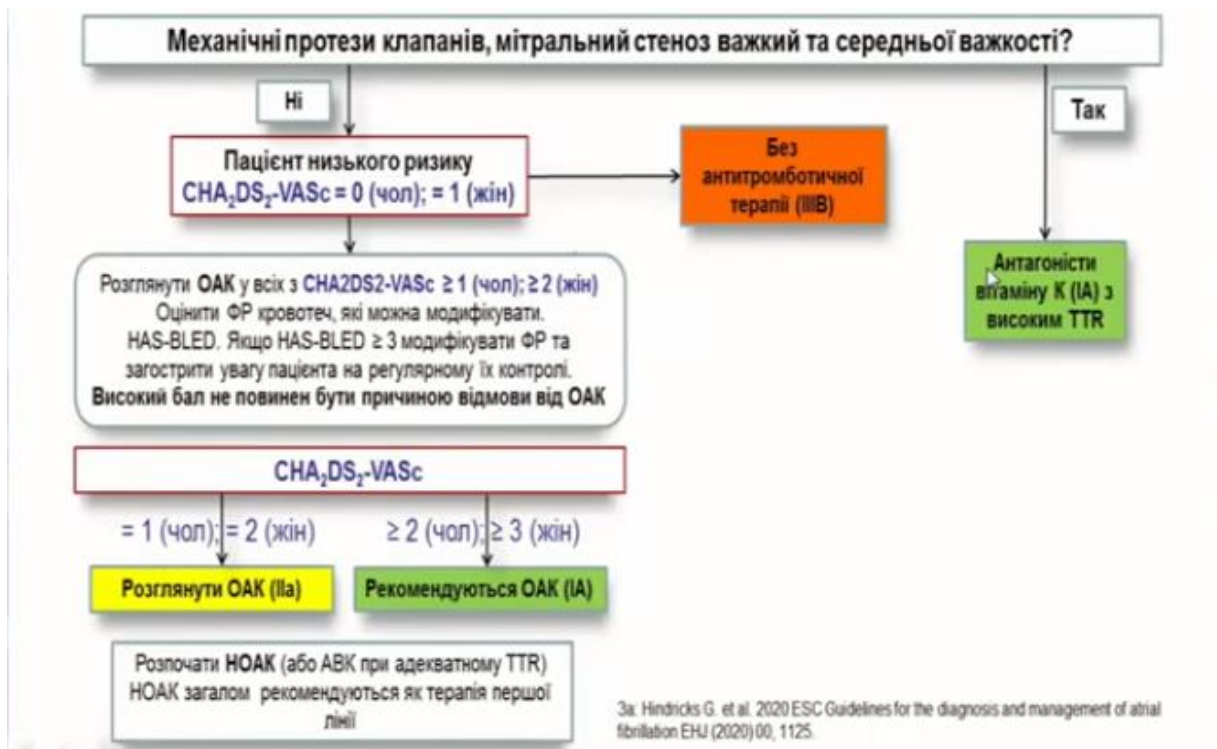 Механічні протези клапанів, мітральний стеноз важкий та середньої важкості?
Ні
Так
Пацієнт низького ризику
CHA₂DS₂-VASc = 0 (чол); = 1 (жін)
Без
антитромботичної
терапії (IIIB)
Розглянути ОАК у всіх з CHA2DS2-VASc ≥ 1 (чол); ≥ 2 (жін)
Оцінити ФР кровотеч, які можна модифікувати.
HAS-BLED. Якщо HAS-BLED ≥ 3 модифікувати ФР та
загострити увагу пацієнта на регулярному їх контролі.
Високий бал не повинен бути причиною відмови від ОАК
Антагоністи
вітаміну К (IA) з
високим TTR
CHA₂DS₂-VASc
= 1 (чол); = 2 (жін)
≥ 2 (чол); ≥ 3 (жін)
Розглянути ОАК (IIa)
Рекомендуються ОАК (IA)
Розпочати НОАК (або АВК при адекватному TTR)
НОАК загалом рекомендуються як терапія першої
лінії
За: Hindricks G. et al. 2020 ESC Guidelines for the diagnosis and management of atrial
fibrillation EHJ (2020) 00, 1125.